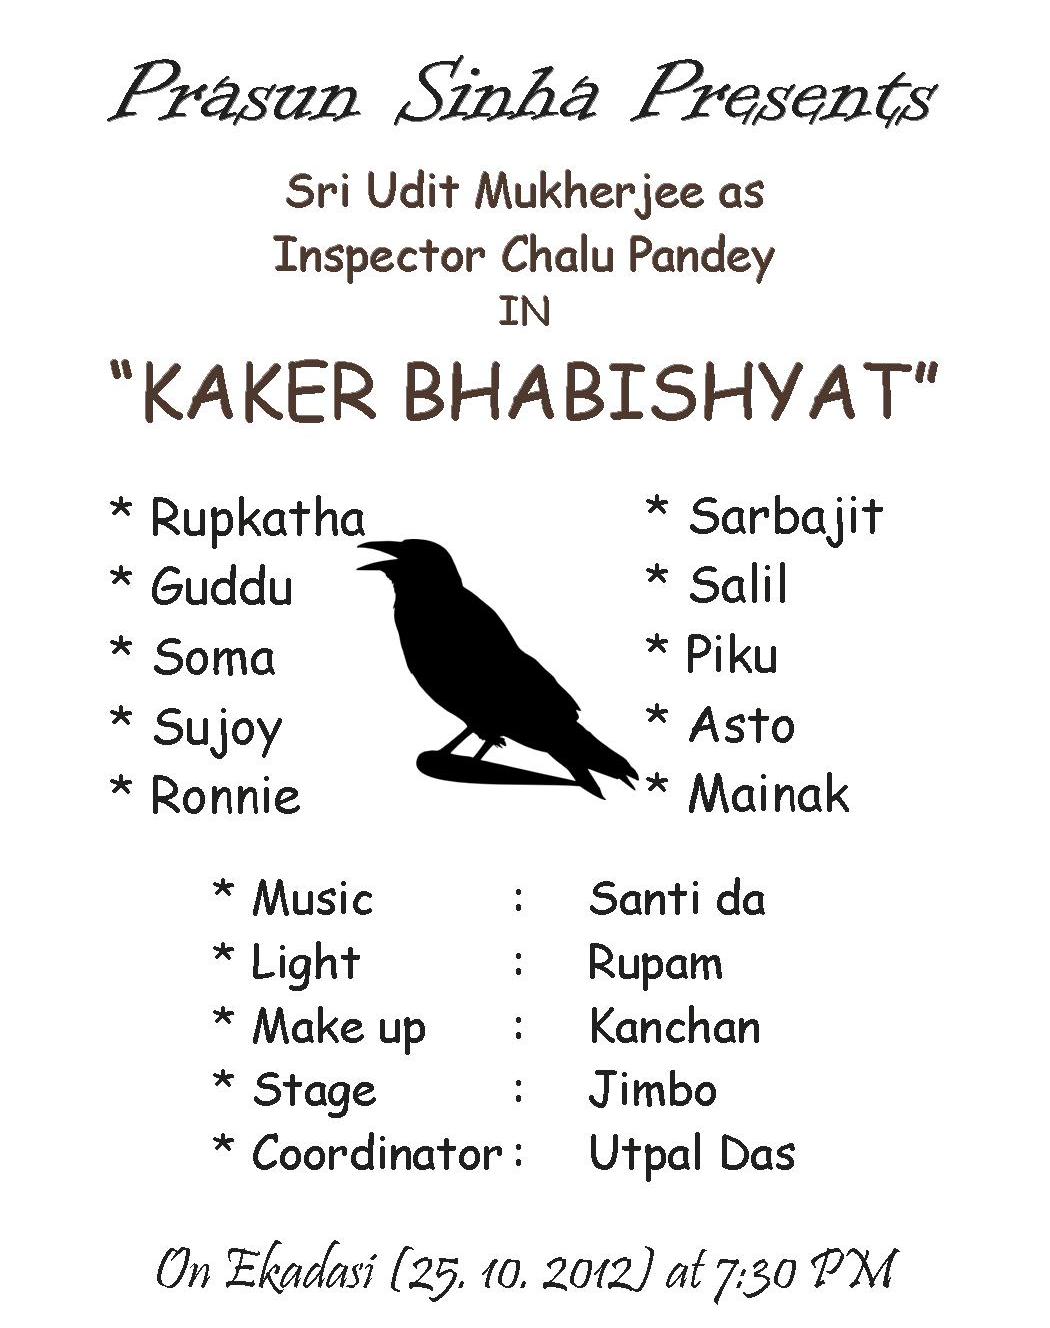 Prasun Sinha Presents
Sri Udit Mukherjee as
Inspector Chalu Pandey
IN
“KAKER BHABISHYAT”
* Rupkatha
* Guddu
* Soma
* Sujoy
* Ronnie
* Sarbajit
* Salil
* Piku
* Asto
* Mainak
* Music : Santi da
* Light : Rupam
* Make up : Kanchan
* Stage : Jimbo
* Coordinator : Utpal Das
On Ekadasi (25. 10. 2012) at 7:30 PM